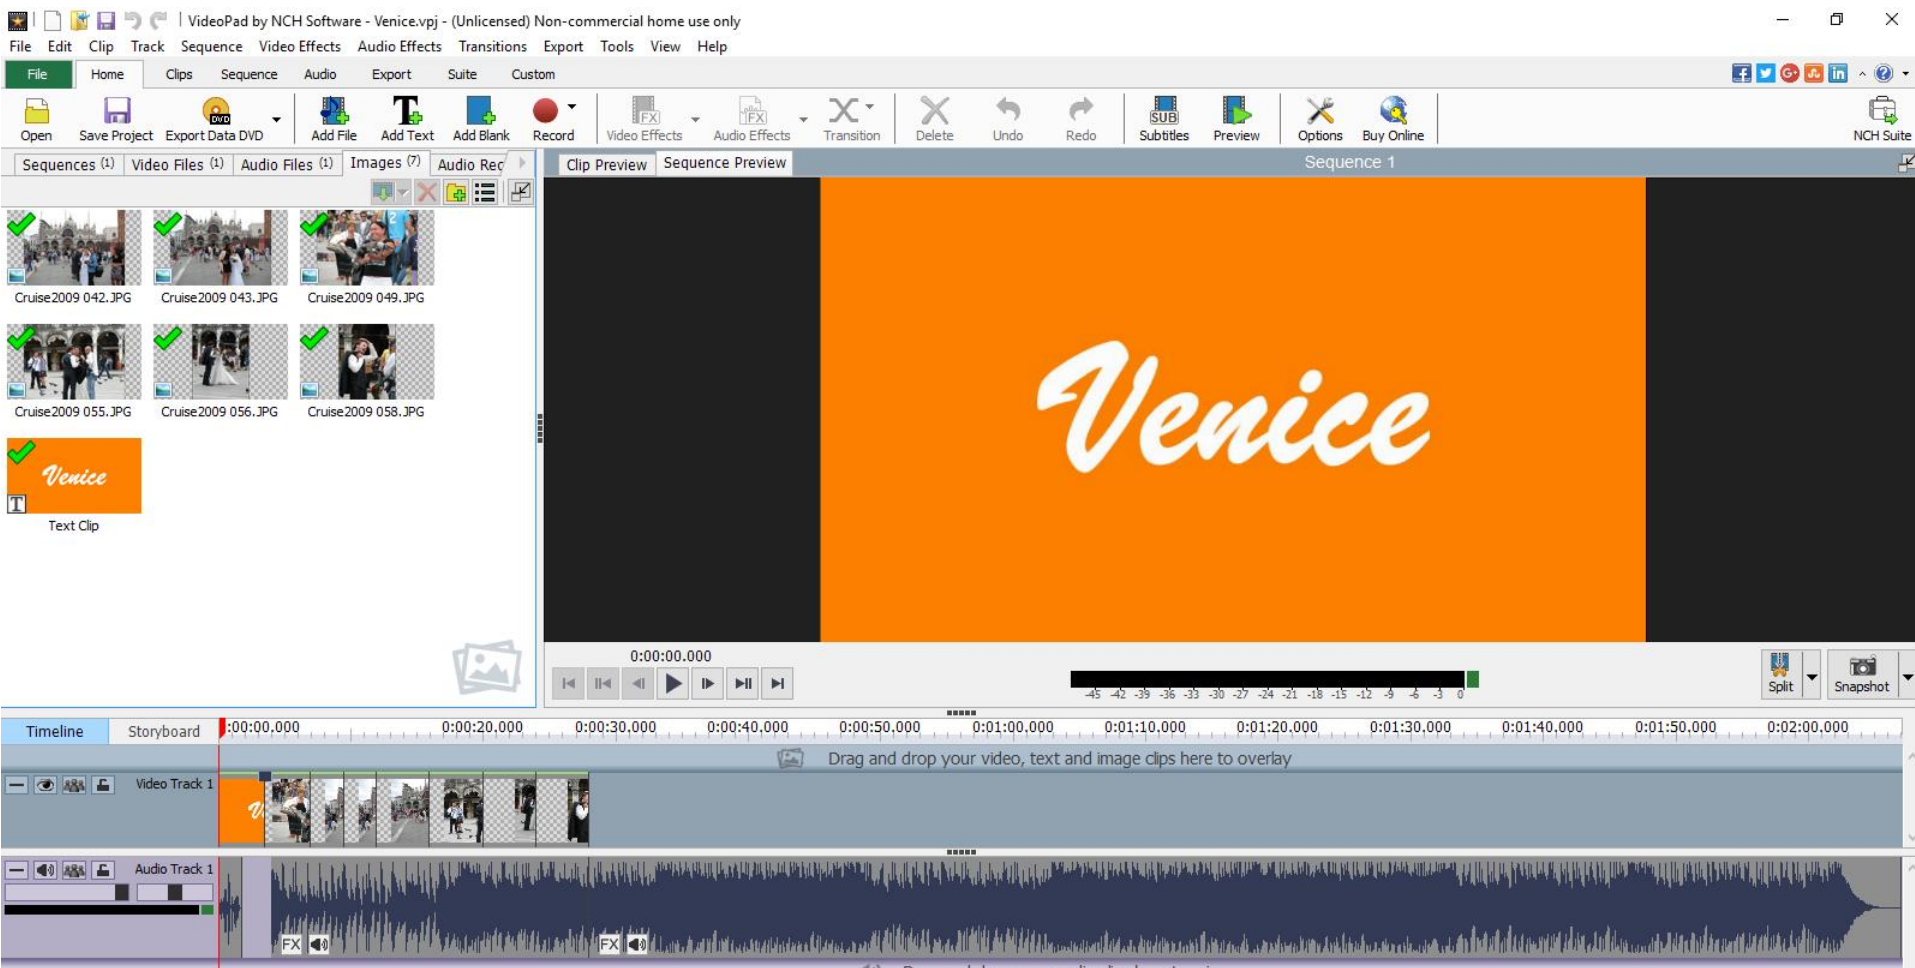 VideoPad by NCH Software - Venice.vpj - (Unlicensed) Non-commercial home use only
File Edit Clip Track Sequence Video Effects Audio Effects Transitions Export Tools View Help
File Home Clips Sequence Audio Export Suite Custom
Open Save Project Export Data DVD Add File Add Text Add Blank Record Video Effects Audio Effects Transition Delete Undo Redo Subtitles Preview Options Buy Online NCH Suite
Sequences (1) Video Files (1) Audio Files (1) Images (7) Audio Rec
Clip Preview Sequence Preview Sequence 1
Cruise2009 042.JPG Cruise2009 043.JPG Cruise2009 049.JPG
Cruise2009 055.JPG Cruise2009 056.JPG Cruise2009 058.JPG
Venice
Text Clip
Venice
0:00:00.000
-45 -42 -39 -36 -33 -30 -27 -24 -21 -18 -15 -12 -9 -6 -3 0
Split Snapshot
Timeline Storyboard :00:00.000 0:00:20.000 0:00:30.000 0:00:40.000 0:00:50.000 0:01:00.000 0:01:10.000 0:01:20.000 0:01:30.000 0:01:40.000 0:01:50.000 0:02:00.000
Drag and drop your video, text and image clips here to overlay
Video Track 1
Audio Track 1
FX FX